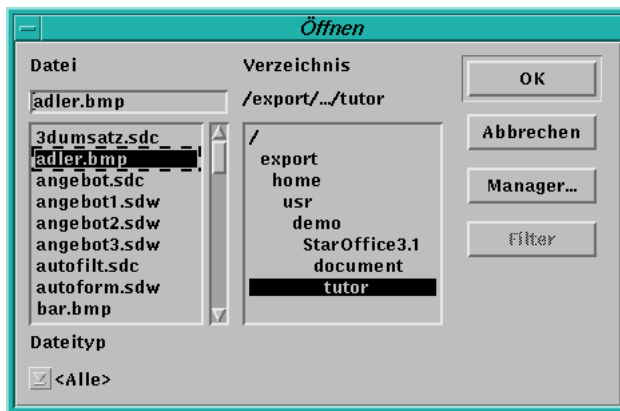 Öffnen
Datei
adler.bmp
3dumsatz.sdc
adler.bmp
angebot.sdc
angebot1.sdw
angebot2.sdw
angebot3.sdw
autofilt.sdc
autoform.sdw
bar.bmp
Dateityp
<Alle>
Verzeichnis
/export/.../tutor
/
export
home
usr
demo
StarOffice3.1
document
tutor
OK
Abbrechen
Manager...
Filter